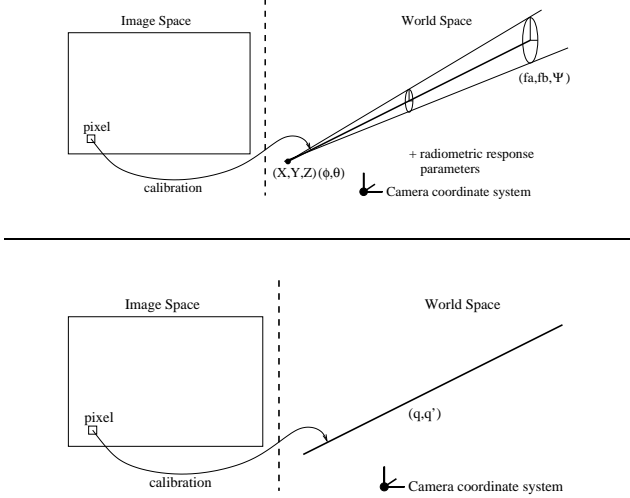 Image Space
World Space
(fa,fb,Ψ)
pixel
+ radiometric response
parameters
(X,Y,Z)(ϕ,θ)
calibration
Camera coordinate system
Image Space
World Space
pixel
(q,q')
calibration
Camera coordinate system